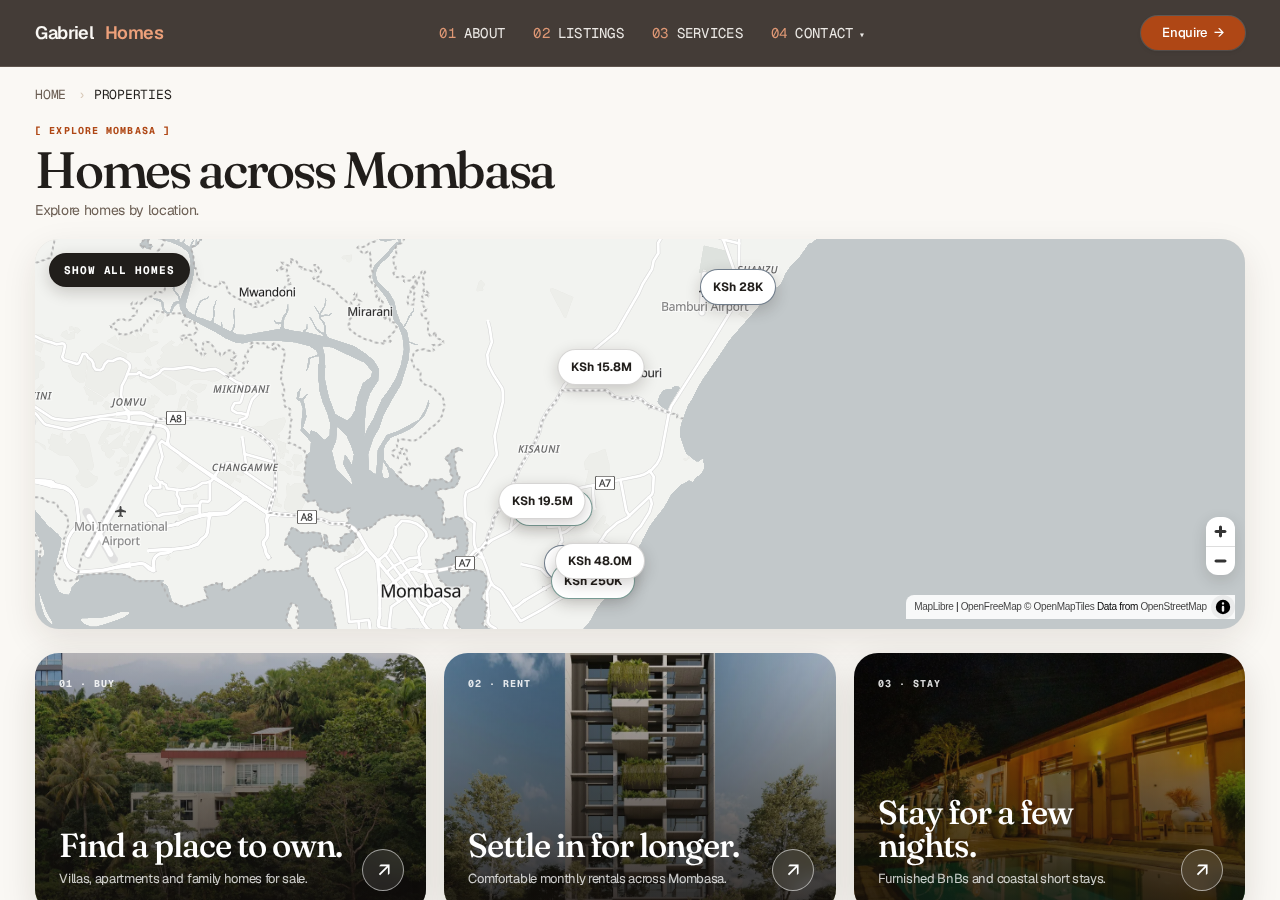 Gabriel Homes
01 ABOUT
02 LISTINGS
03 SERVICES
04 CONTACT
Enquire →
HOME › PROPERTIES
[ EXPLORE MOMBASA ]
Homes across Mombasa
Explore homes by location.
SHOW ALL HOMES
Mwandoni
Mirarani
KSh 28K
Bamburi Airport
KSh 15.8M
MIKINDANI
JOMVU
A8
KISAUNI
CHANGAMWE
A7
KSh 19.5M
Moi International
Airport
A8
A7
KSh 48.0M
KSh 250K
Mombasa
MapLibre | OpenFreeMap © OpenMapTiles Data from OpenStreetMap
01 · BUY
Find a place to own.
Villas, apartments and family homes for sale.
02 · RENT
Settle in for longer.
Comfortable monthly rentals across Mombasa.
03 · STAY
Stay for a few
nights.
Furnished BnBs and coastal short stays.